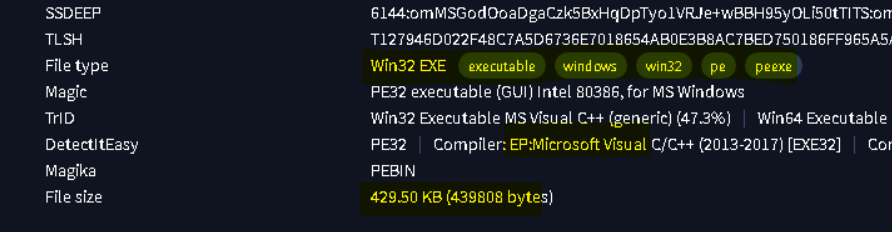 SSDEEP 6144:omMSGodOoaDgaCzk5BxHqDpTyo1VRJe+wBBH95yOLi50tTITS:om
TLSH T127946D022F48C7A5D6736E7018654AB0E3B8AC7BED750186FF965A5
File type Win32 EXE executable windows win32 pe peexe
Magic PE32 executable (GUI) Intel 80386, for MS Windows
TrID Win32 Executable MS Visual C++ (generic) (47.3%) | Win64 Executable
DetectItEasy PE32 | Compiler: EP:Microsoft Visual C/C++ (2013-2017) [EXE32] | Cor
Magika PEBIN
File size 429.50 KB (439808 bytes)